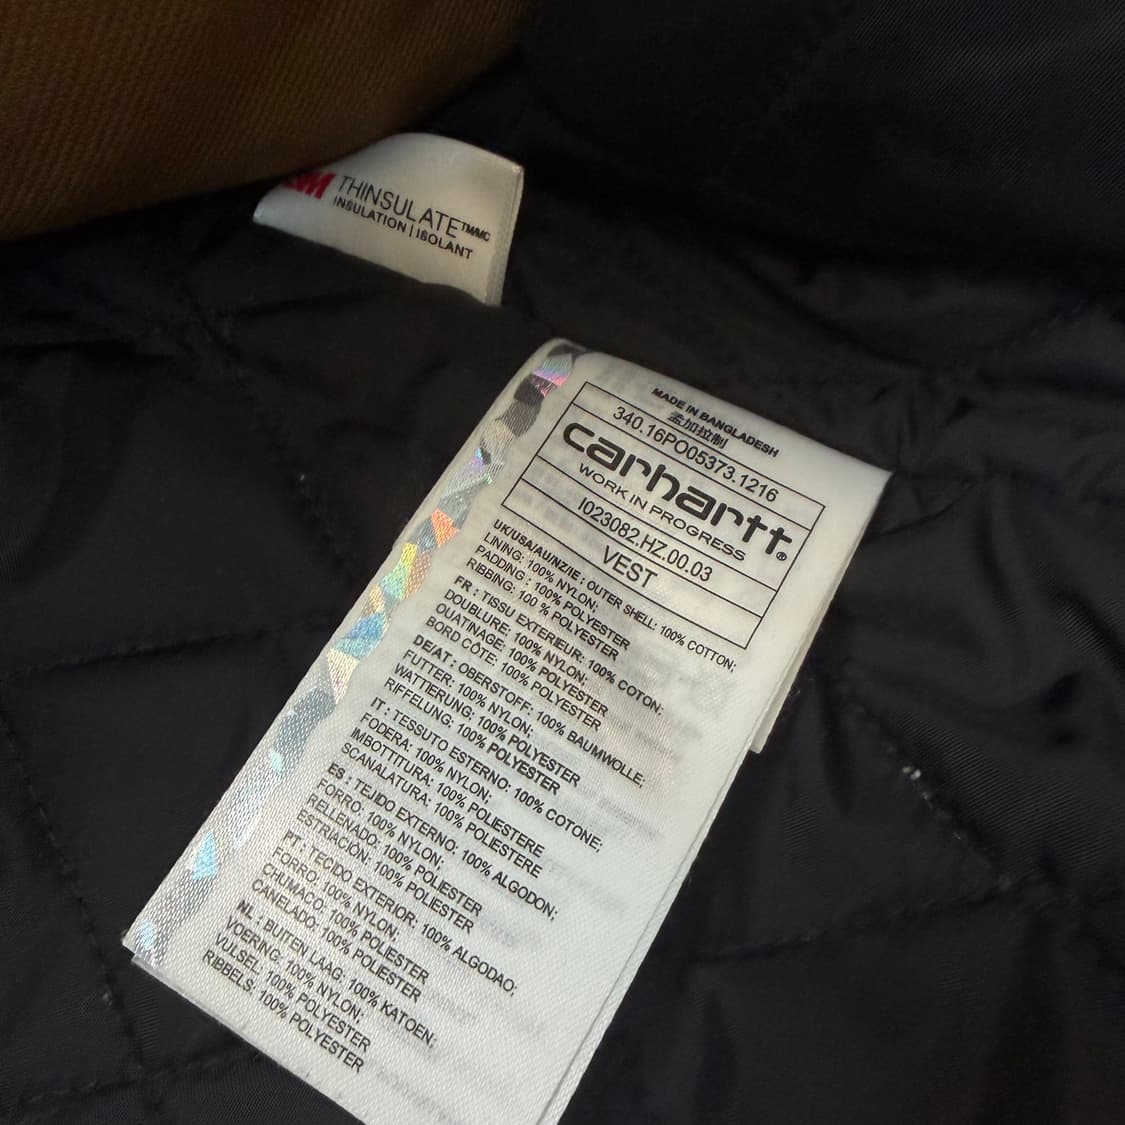 3M THINSULATE™/MC
INSULATION | ISOLANT
MADE IN BANGLADESH
孟加拉制
340.16PO05373.1216
carhartt®
WORK IN PROGRESS
I023082.HZ.00.03
VEST
UK/USA/AU/NZ/IE : OUTER SHELL: 100% COTTON;
LINING: 100% NYLON;
PADDING : 100% POLYESTER
RIBBING: 100 % POLYESTER
FR : TISSU EXTERIEUR: 100% COTON;
DOUBLURE: 100% NYLON;
OUATINAGE: 100% POLYESTER
BORD CÔTE: 100% POLYESTER
DE/AT : OBERSTOFF: 100% BAUMWOLLE;
FUTTER: 100% NYLON;
WATTIERUNG: 100% POLYESTER
RIFFELUNG: 100% POLYESTER
IT : TESSUTO ESTERNO: 100% COTONE;
FODERA: 100% NYLON;
IMBOTTITURA: 100% POLIESTERE
SCANALATURA: 100% POLIESTERE
ES : TEJIDO EXTERNO: 100% ALGODON;
FORRO: 100% NYLON;
RELLENADO: 100% POLIESTER
ESTRIACIÓN: 100% POLIESTER
PT : TECIDO EXTERIOR: 100% ALGODAO;
FORRO: 100% NYLON;
CHUMACO: 100% POLIESTER
CANELADO: 100% POLIESTER
NL : BUITEN LAAG: 100% KATOEN;
VOERING: 100% NYLON;
VULSEL: 100% POLYESTER
RIBBELS: 100% POLYESTER